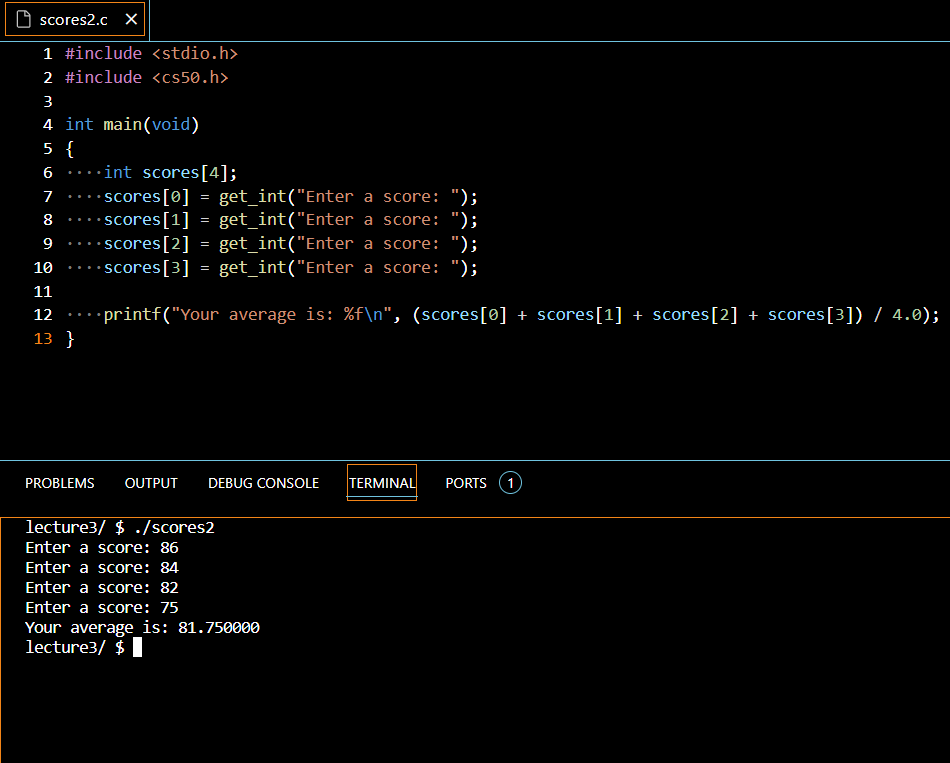 scores2.c
1 #include <stdio.h>
2 #include <cs50.h>
3
4 int main(void)
5 {
6 ····int scores[4];
7 ····scores[0] = get_int("Enter a score: ");
8 ····scores[1] = get_int("Enter a score: ");
9 ····scores[2] = get_int("Enter a score: ");
10 ····scores[3] = get_int("Enter a score: ");
11
12 ····printf("Your average is: %f\n", (scores[0] + scores[1] + scores[2] + scores[3]) / 4.0);
13 }
PROBLEMS OUTPUT DEBUG CONSOLE TERMINAL PORTS 1
lecture3/ $ ./scores2
Enter a score: 86
Enter a score: 84
Enter a score: 82
Enter a score: 75
Your average is: 81.750000
lecture3/ $